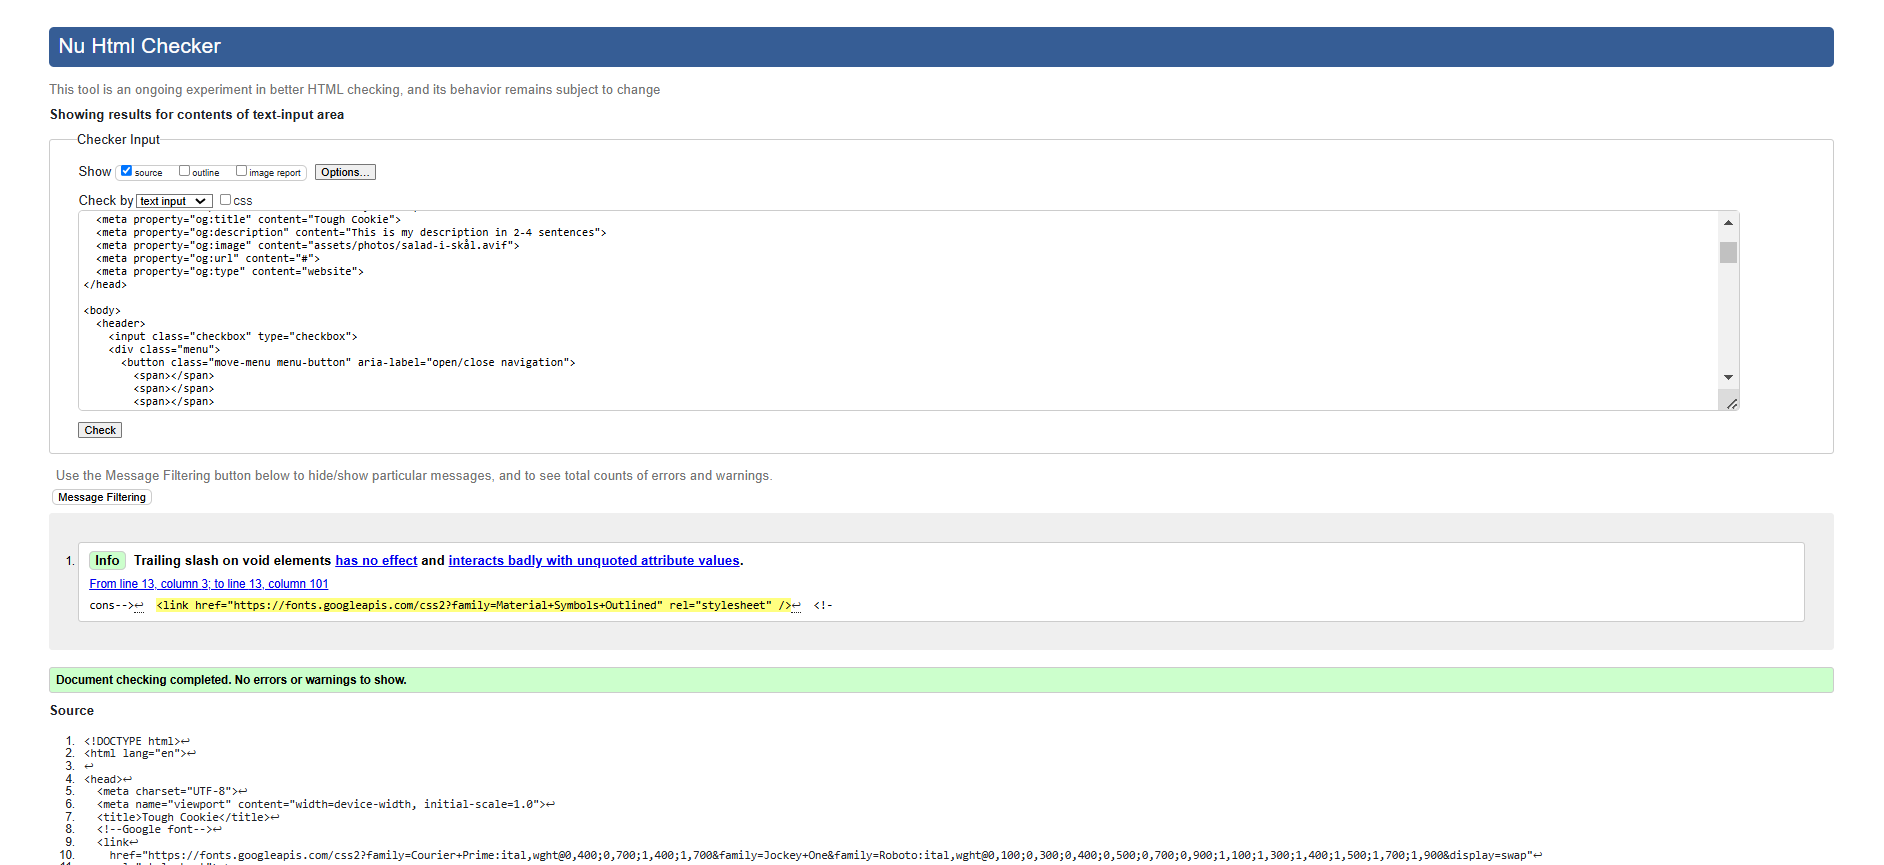 Nu Html Checker
This tool is an ongoing experiment in better HTML checking, and its behavior remains subject to change
Showing results for contents of text-input area
Checker Input
Show source outline image report Options...
Check by text input css
<meta property="og:title" content="Tough Cookie">
<meta property="og:description" content="This is my description in 2-4 sentences">
<meta property="og:image" content="assets/photos/salad-i-skål.avif">
<meta property="og:url" content="#">
<meta property="og:type" content="website">
</head>
<body>
<header>
<input class="checkbox" type="checkbox">
<div class="menu">
<button class="move-menu menu-button" aria-label="open/close navigation">
<span></span>
<span></span>
<span></span>
Check
Use the Message Filtering button below to hide/show particular messages, and to see total counts of errors and warnings.
Message Filtering
1. Info Trailing slash on void elements has no effect and interacts badly with unquoted attribute values.
From line 13, column 3; to line 13, column 101
cons-->↩ <link href="https://fonts.googleapis.com/css2?family=Material+Symbols+Outlined" rel="stylesheet" />↩ <!-
Document checking completed. No errors or warnings to show.
Source
1. <!DOCTYPE html>↩
2. <html lang="en">↩
3. ↩
4. <head>↩
5. <meta charset="UTF-8">↩
6. <meta name="viewport" content="width=device-width, initial-scale=1.0">↩
7. <title>Tough Cookie</title>↩
8. <!--Google font-->↩
9. <link↩
10. href="https://fonts.googleapis.com/css2?family=Courier+Prime:ital,wght@0,400;0,700;1,400;1,700&family=Jockey+One&family=Roboto:ital,wght@0,100;0,300;0,400;0,500;0,700;0,900;1,100;1,300;1,400;1,500;1,700;1,900&display=swap"↩